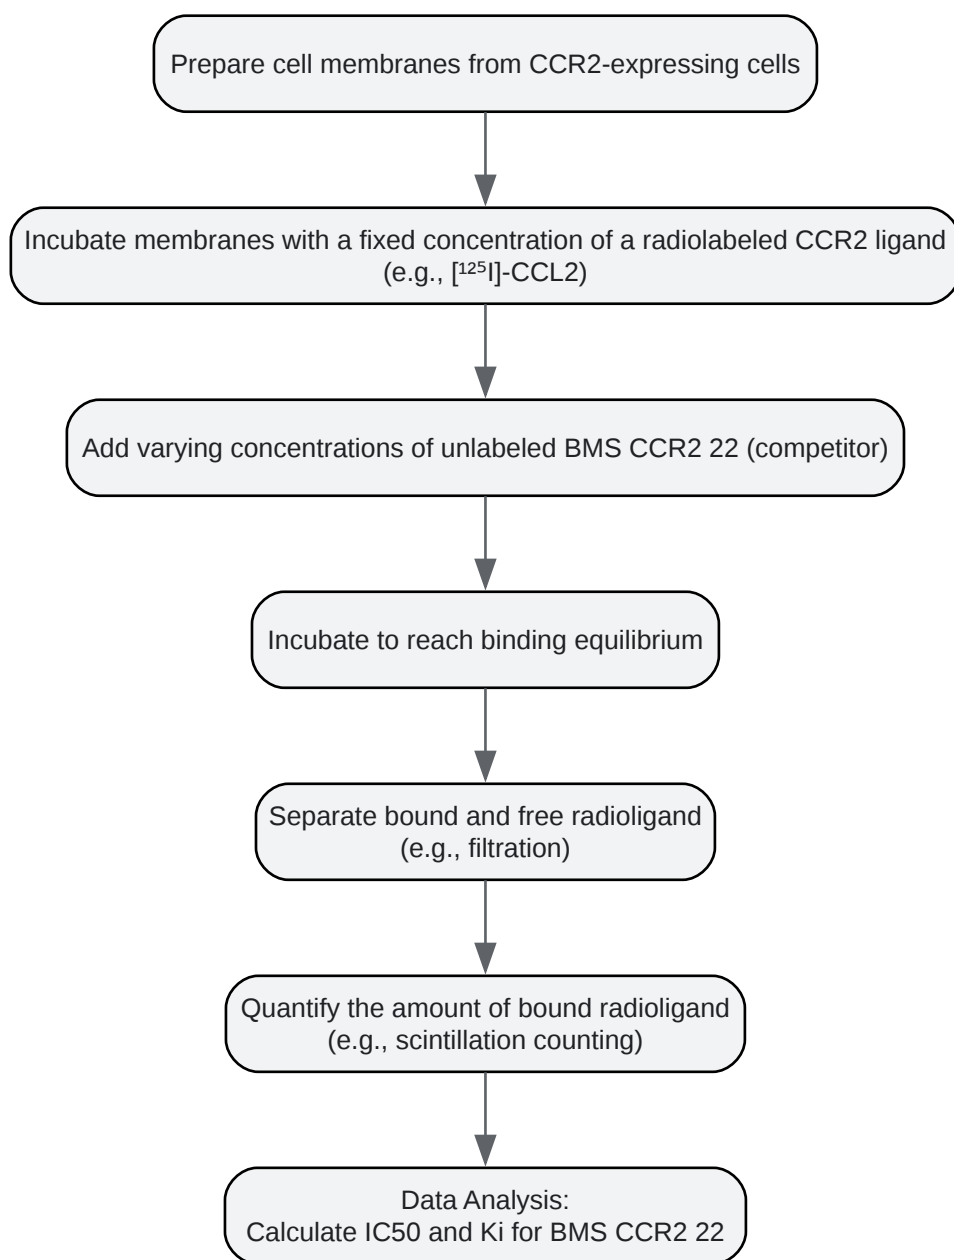 Prepare cell membranes from CCR2-expressing cells
Incubate membranes with a fixed concentration of a radiolabeled CCR2 ligand
(e.g., [¹²⁵I]-CCL2)
Add varying concentrations of unlabeled BMS CCR2 22 (competitor)
Incubate to reach binding equilibrium
Separate bound and free radioligand
(e.g., filtration)
Quantify the amount of bound radioligand
(e.g., scintillation counting)
Data Analysis:
Calculate IC50 and Ki for BMS CCR2 22